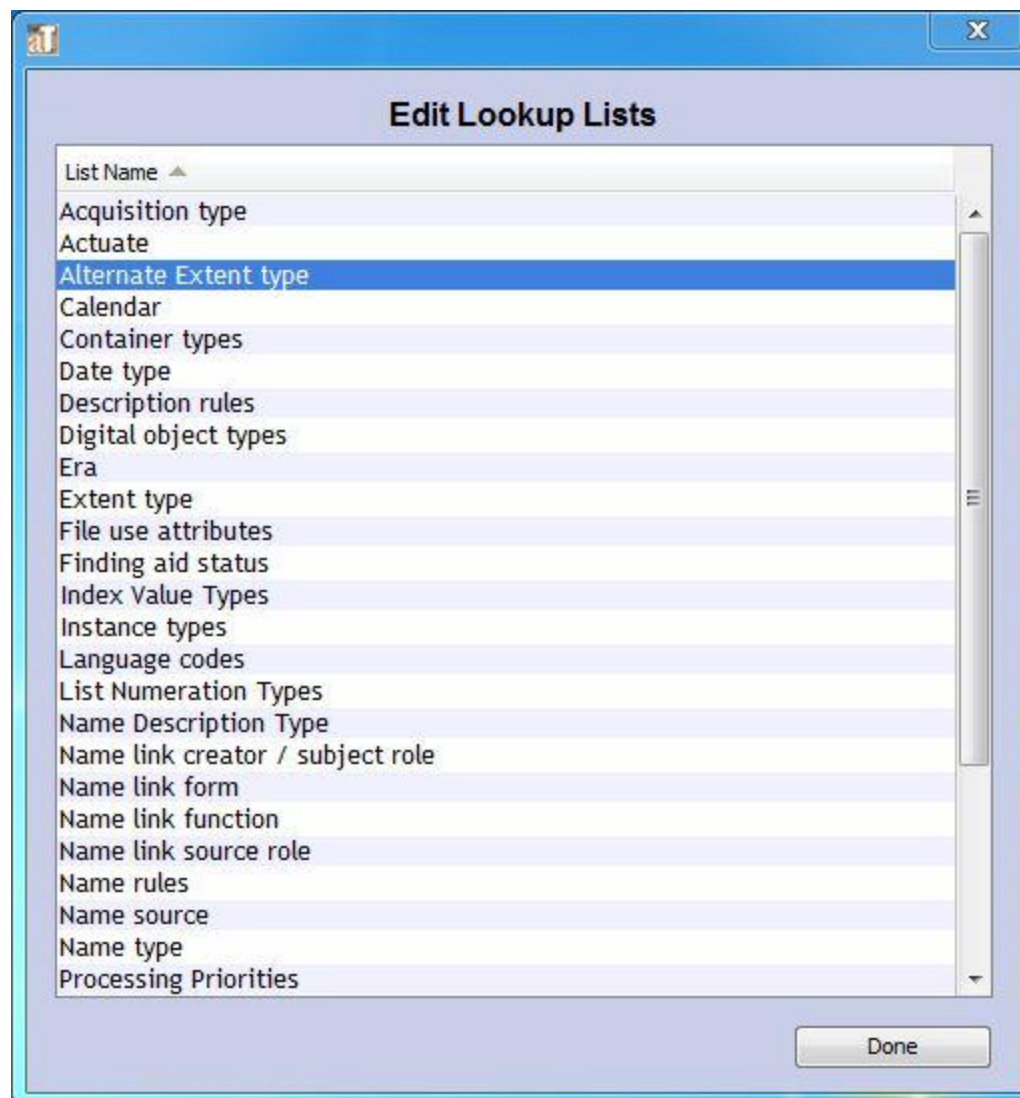 aT
X
Edit Lookup Lists
List Name
Acquisition type
Actuate
Alternate Extent type
Calendar
Container types
Date type
Description rules
Digital object types
Era
Extent type
File use attributes
Finding aid status
Index Value Types
Instance types
Language codes
List Numeration Types
Name Description Type
Name link creator / subject role
Name link form
Name link function
Name link source role
Name rules
Name source
Name type
Processing Priorities
Done